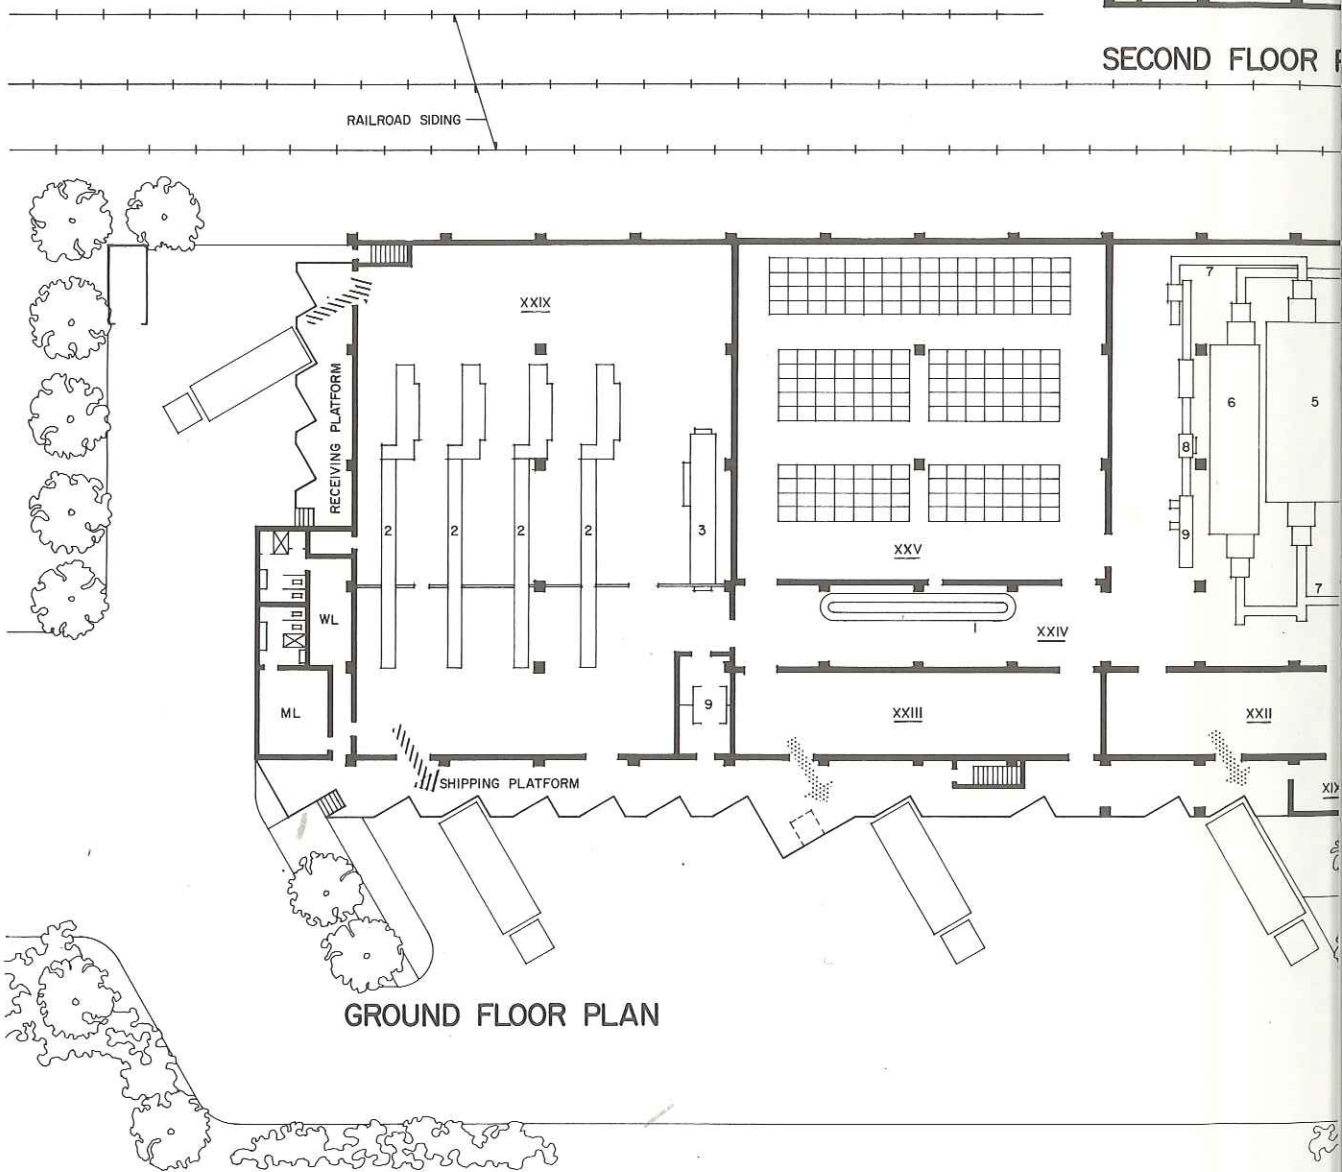 SECOND FLOOR
RAILROAD SIDING
XXIX
7
RECEIVING PLATFORM
6
5
8
2
2
2
2
3
9
XXV
7
WL
1
XXIV
9
ML
XXIII
XXII
SHIPPING PLATFORM
GROUND FLOOR PLAN